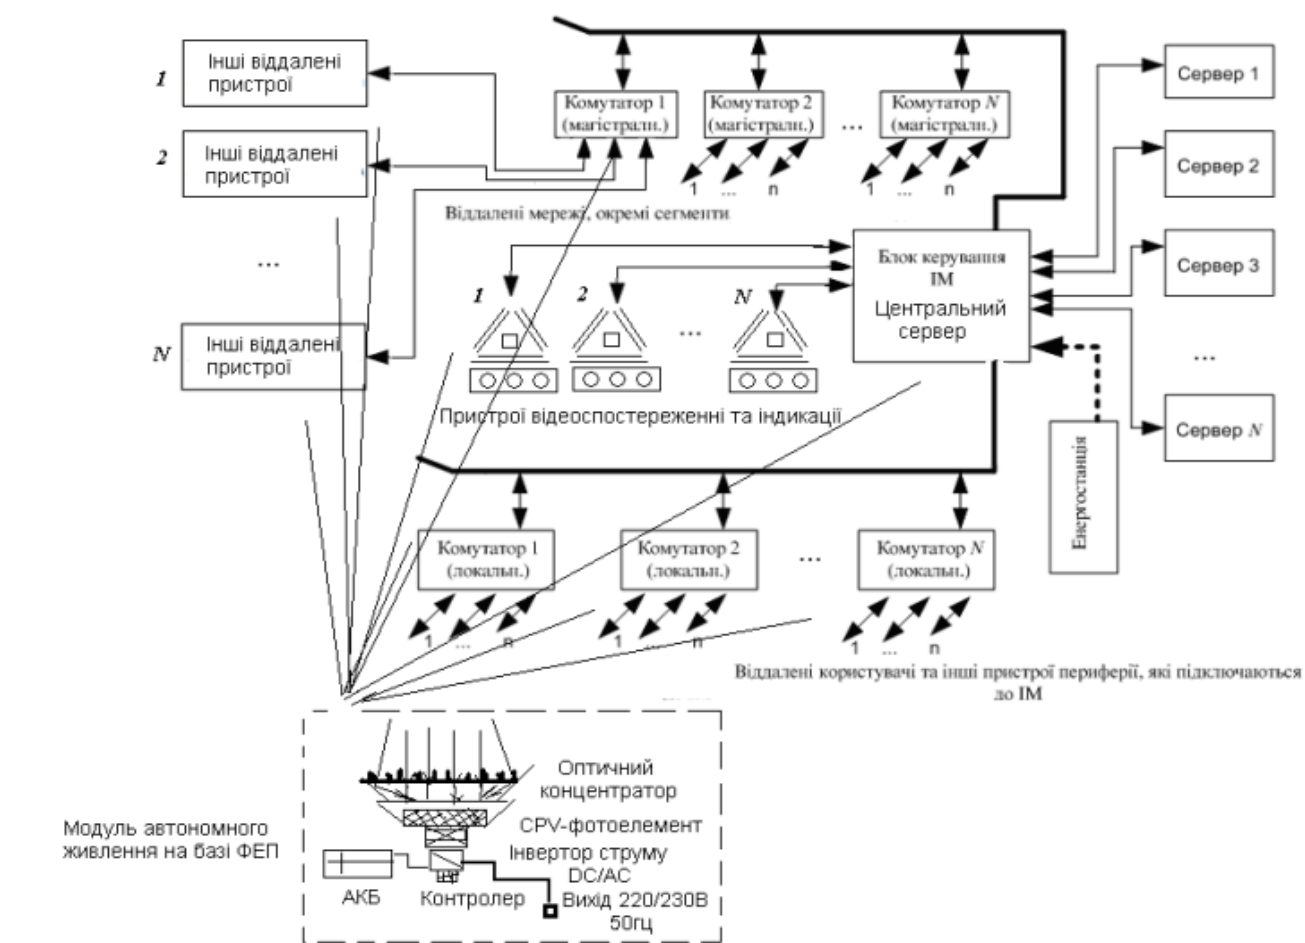 1
Інші віддалені
пристрої
2
Інші віддалені
пристрої
...
N
Інші віддалені
пристрої
Комутатор 1
(магістралн.)
Комутатор 2
(магістралн.)
...
Комутатор N
(магістралн.)
1 ... n
1 ... n
Віддалені мережі, окремі сегменти
1
2
...
N
Пристрої відеоспостереженні та індикації
Блок керування
ІМ
Центральний
сервер
Сервер 1
Сервер 2
Сервер 3
...
Сервер N
Енергостанція
Комутатор 1
(локальн.)
Комутатор 2
(локальн.)
...
Комутатор N
(локальн.)
1 ... n
1 ... n
1 ... n
Віддалені користувачі та інші пристрої периферії, які підключаються
до ІМ
Модуль автономного
живлення на базі ФЕП
Оптичний
концентратор
CPV-фотоелемент
Інвертор струму
DC/AC
АКБ
Контролер
Вихід 220/230В
50гц